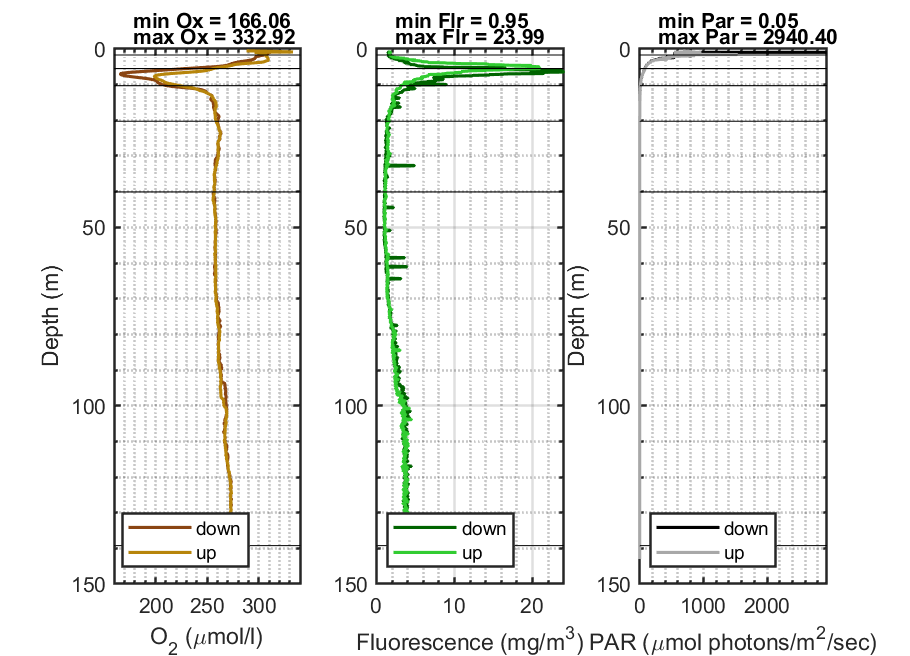 min Ox = 166.06
max Ox = 332.92
0
50
100
150
Depth (m)
200 250 300
O2 (μmol/l)
down
up
min Flr = 0.95
max Flr = 23.99
0
50
100
150
Depth (m)
0 10 20
Fluorescence (mg/m³)
down
up
min Par = 0.05
max Par = 2940.40
0
50
100
150
Depth (m)
0 1000 2000
PAR (μmol photons/m²/sec)
down
up